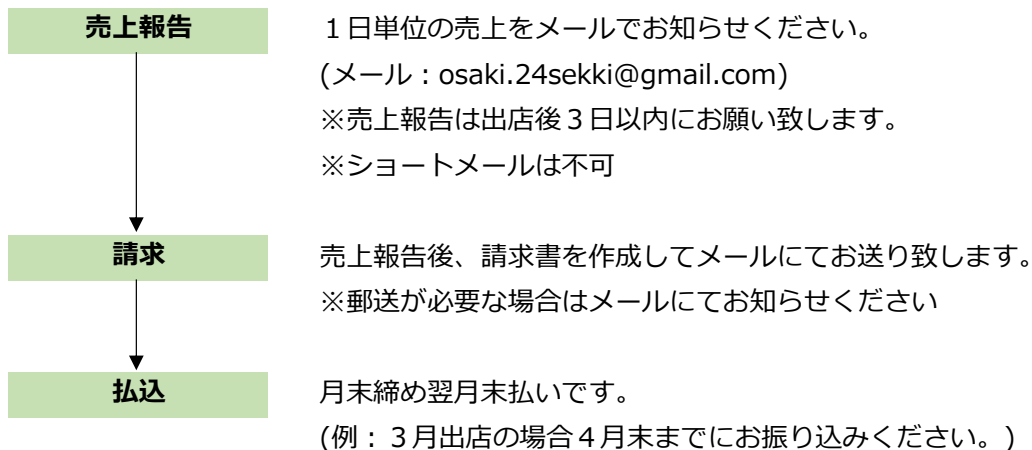 売上報告
１日単位の売上をメールでお知らせください。
(メール：osaki.24sekki@gmail.com)
※売上報告は出店後３日以内にお願い致します。
※ショートメールは不可
請求
売上報告後、請求書を作成してメールにてお送り致します。
※郵送が必要な場合はメールにてお知らせください
払込
月末締め翌月末払いです。
(例：３月出店の場合４月末までにお振り込みください。)